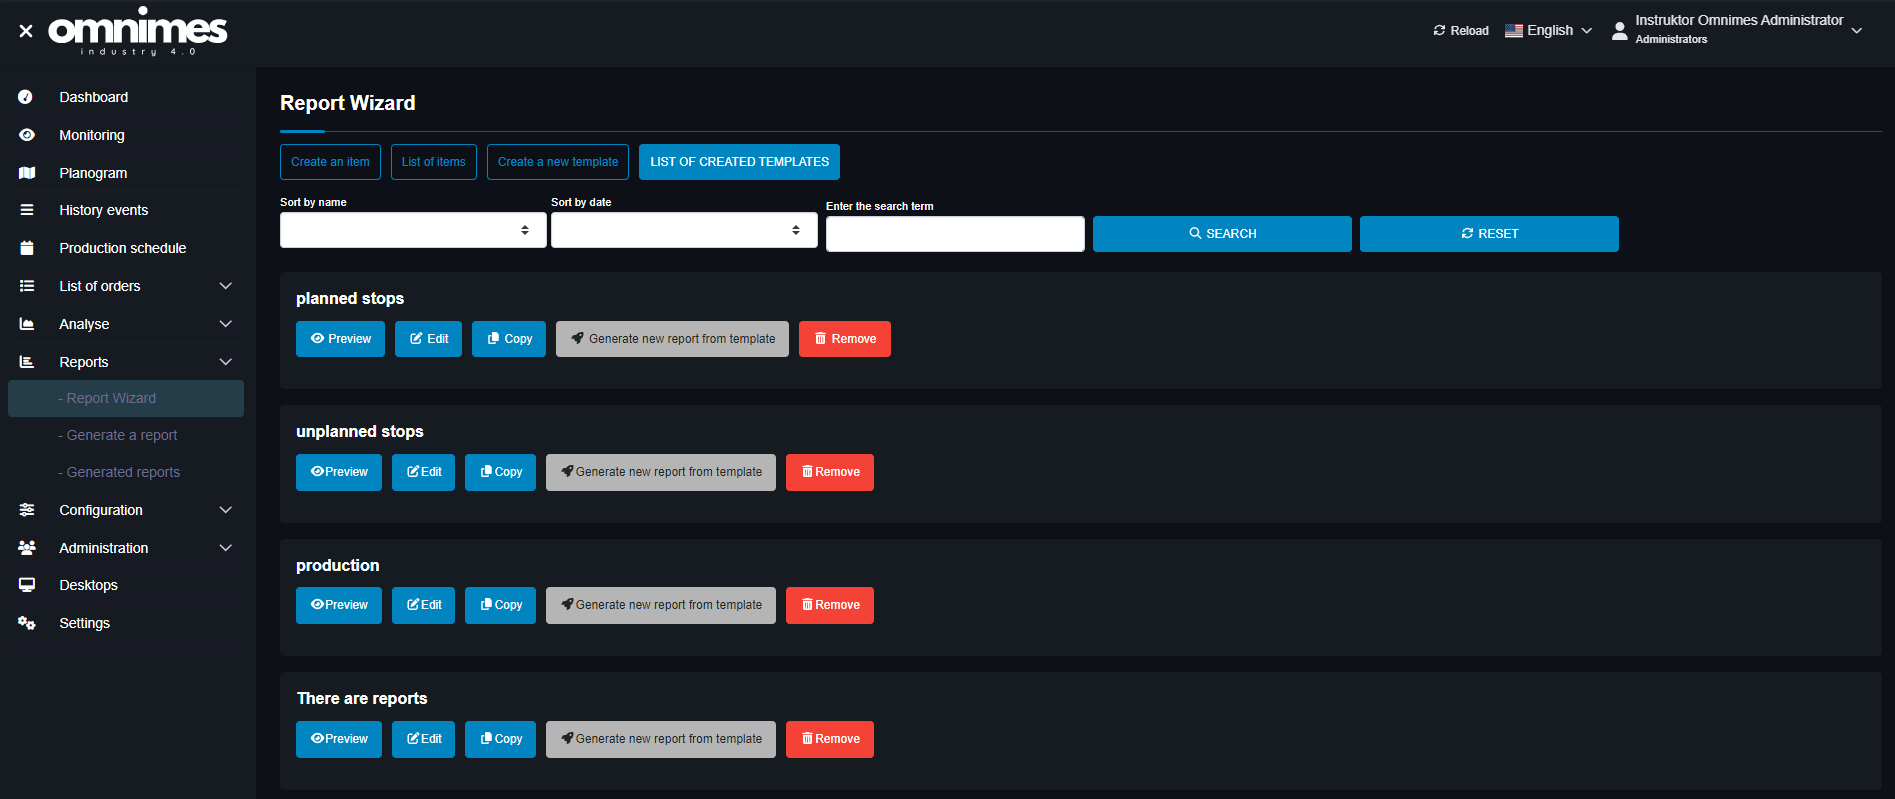 omnimes
industry 4.0
Reload
English
Instruktor Omnimes Administrator
Administrators
Dashboard
Monitoring
Planogram
History events
Production schedule
List of orders
Analyse
Reports
- Report Wizard
- Generate a report
- Generated reports
Configuration
Administration
Desktops
Settings
Report Wizard
Create an item
List of items
Create a new template
LIST OF CREATED TEMPLATES
Sort by name
Sort by date
Enter the search term
SEARCH
RESET
planned stops
Preview
Edit
Copy
Generate new report from template
Remove
unplanned stops
Preview
Edit
Copy
Generate new report from template
Remove
production
Preview
Edit
Copy
Generate new report from template
Remove
There are reports
Preview
Edit
Copy
Generate new report from template
Remove